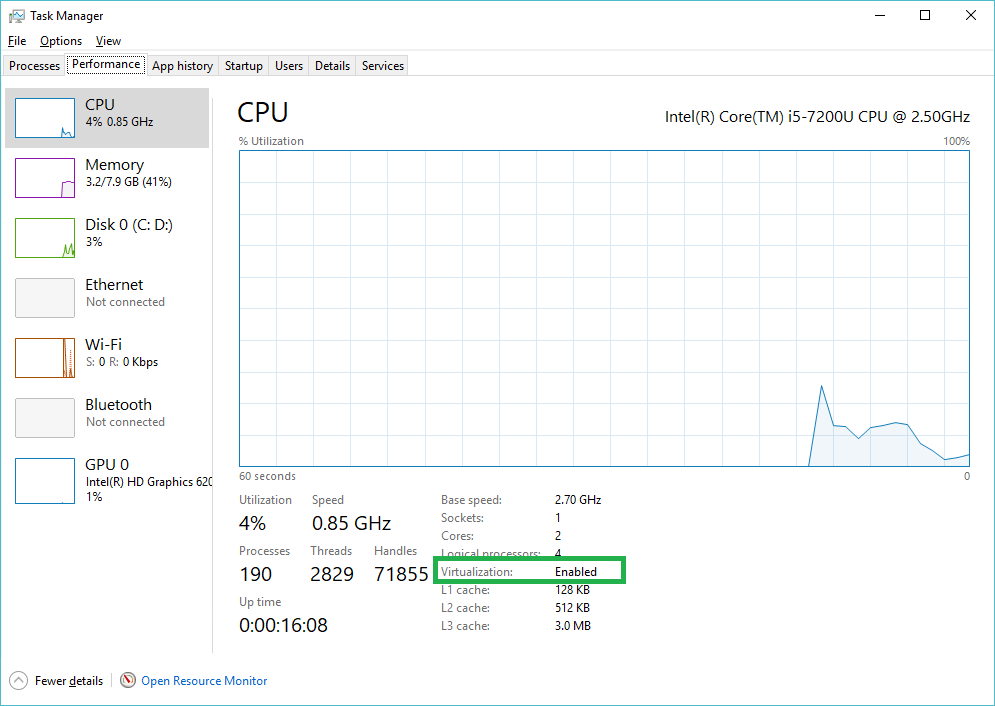 Task Manager
File Options View
Processes Performance App history Startup Users Details Services
CPU
4% 0.85 GHz
Memory
3.2/7.9 GB (41%)
Disk 0 (C: D:)
3%
Ethernet
Not connected
Wi-Fi
S: 0 R: 0 Kbps
Bluetooth
Not connected
GPU 0
Intel(R) HD Graphics 620
1%
CPU
Intel(R) Core(TM) i5-7200U CPU @ 2.50GHz
% Utilization 100%
60 seconds 0
Utilization Speed
4% 0.85 GHz
Processes Threads Handles
190 2829 71855
Up time
0:00:16:08
Base speed: 2.70 GHz
Sockets: 1
Cores: 2
Logical processors: 4
Virtualization: Enabled
L1 cache: 128 KB
L2 cache: 512 KB
L3 cache: 3.0 MB
Fewer details Open Resource Monitor